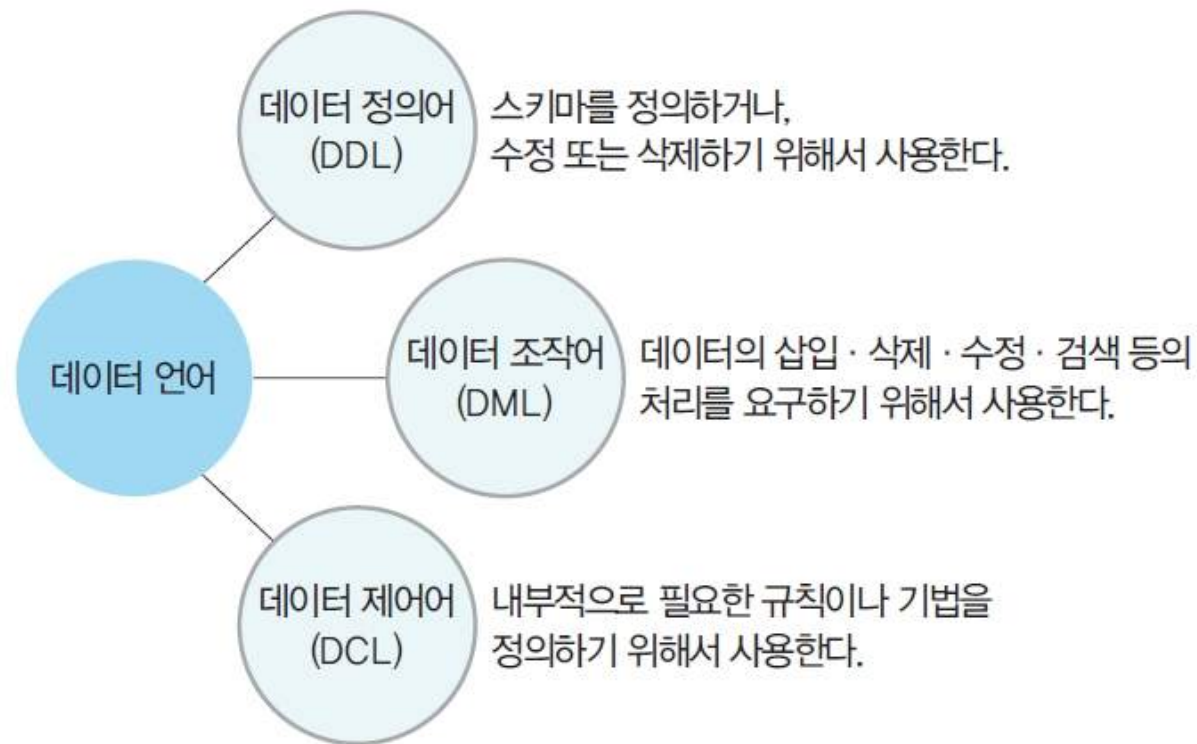 데이터 정의어
(DDL)
스키마를 정의하거나,
수정 또는 삭제하기 위해서 사용한다.
데이터 언어
데이터 조작어
(DML)
데이터의 삽입 · 삭제 · 수정 · 검색 등의
처리를 요구하기 위해서 사용한다.
데이터 제어어
(DCL)
내부적으로 필요한 규칙이나 기법을
정의하기 위해서 사용한다.